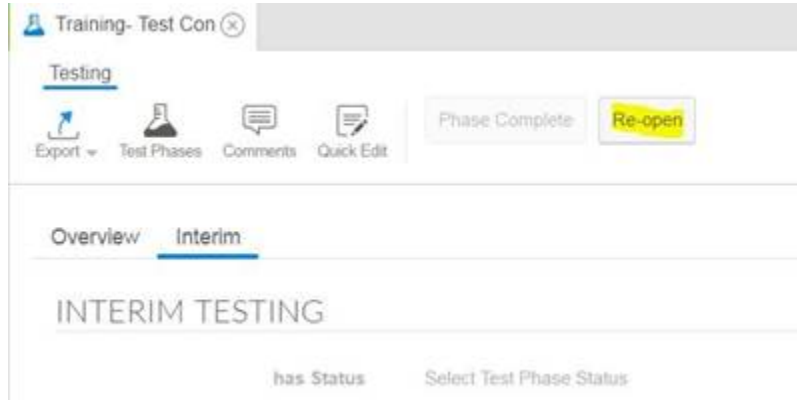 Training- Test Con
Testing
Export Test Phases Comments Quick Edit Phase Complete Re-open
Overview Interim
INTERIM TESTING
has Status Select Test Phase Status